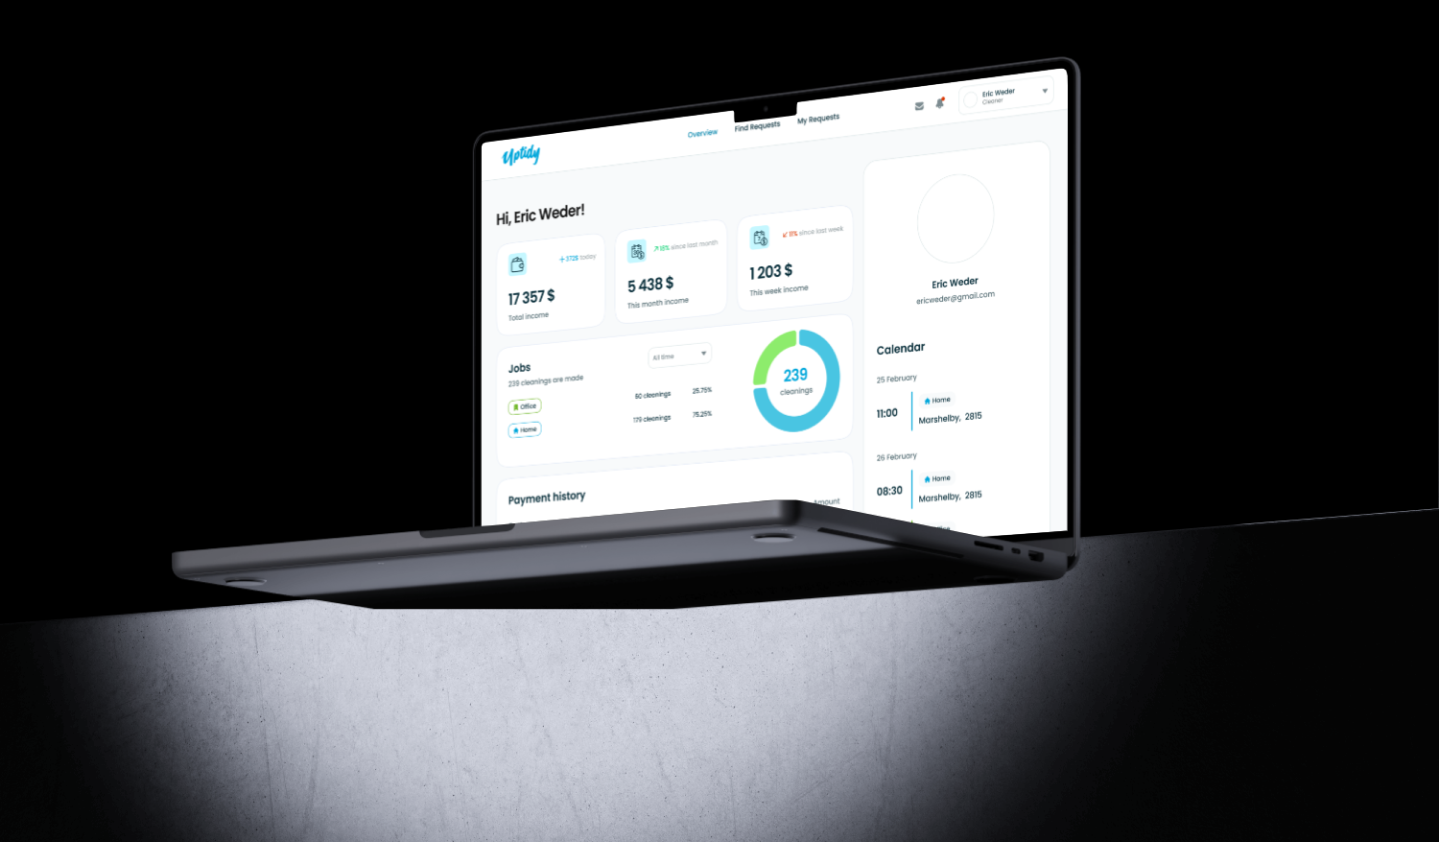 Uptidy
Overview
Find Requests
My Requests
Eric Weder
Cleaner
Hi, Eric Weder!
+ 372$ today
17 357 $
Total income
since last month
5 438 $
This month income
11% since last week
1 203 $
This week income
Jobs
239 cleanings are made
All time
Office
60 cleanings
25.75%
Home
179 cleanings
75.25%
239
cleanings
Payment history
Amount
Eric Weder
ericweder@gmail.com
Calendar
25 February
11:00
Home
Marshelby, 2815
26 February
08:30
Home
Marshelby, 2815